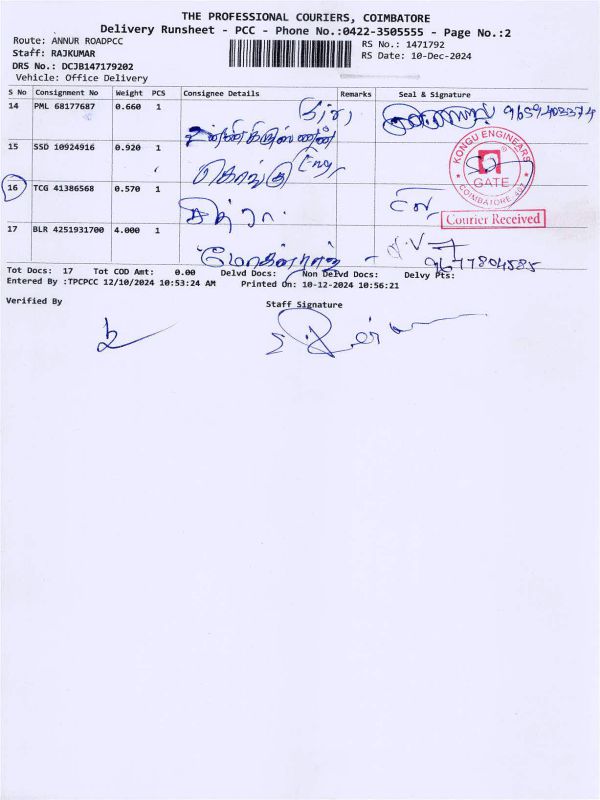 THE PROFESSIONAL COURIERS, COIMBATORE
Delivery Runsheet - PCC - Phone No.:0422-3505555 - Page No.:2
Route: ANNUR ROADPCC
RS No.: 1471792
Staff: RAJKUMAR
RS Date: 10-Dec-2024
DRS No.: DCJB147179202
Vehicle: Office Delivery
S No Consignment No Weight PCS Consignee Details Remarks Seal & Signature
14 PML 68177687 0.660 1
15 SSD 10924916 0.920 1 கொங்கு Eng
16 TCG 41386568 0.570 1 சித்ரா
17 BLR 4251931700 4.000 1 மோகன்ராஜ் 9677804585
KONGU ENGINEARS
GATE
COIMBATORE
Courier Received
Tot Docs: 17 Tot COD Amt: 0.00 Delvd Docs: Non Delvd Docs: Delvy Pts:
Entered By :TPCPCC 12/10/2024 10:53:24 AM Printed On: 10-12-2024 10:56:21
Verified By
Staff Signature